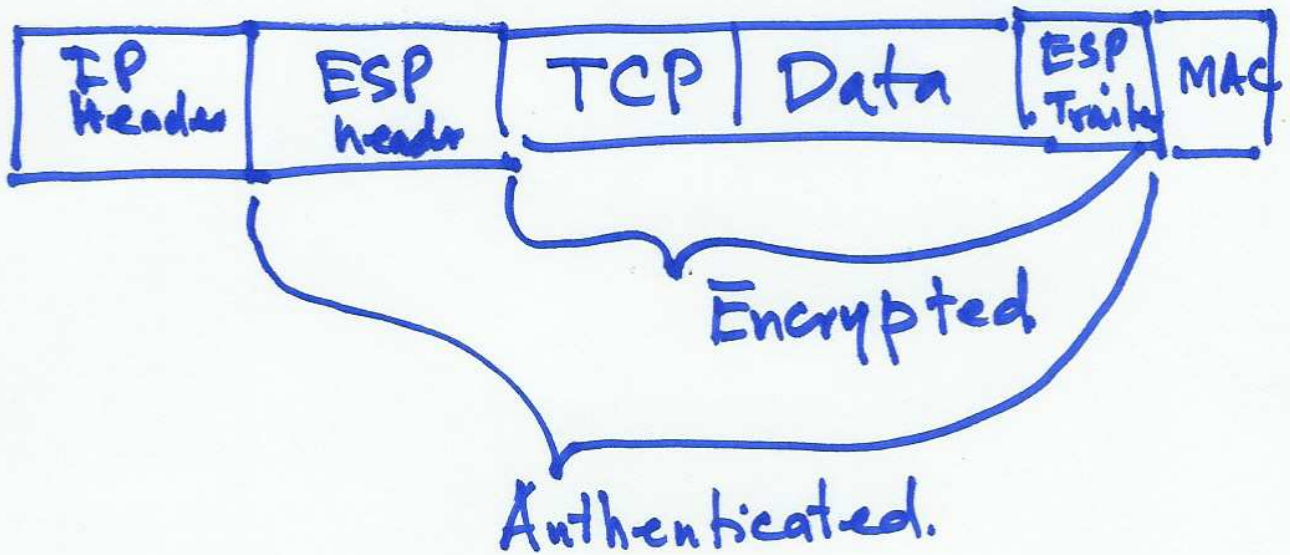 IP
Header
ESP
header
TCP
Data
ESP
Trailer
MAC
Encrypted
Authenticated.